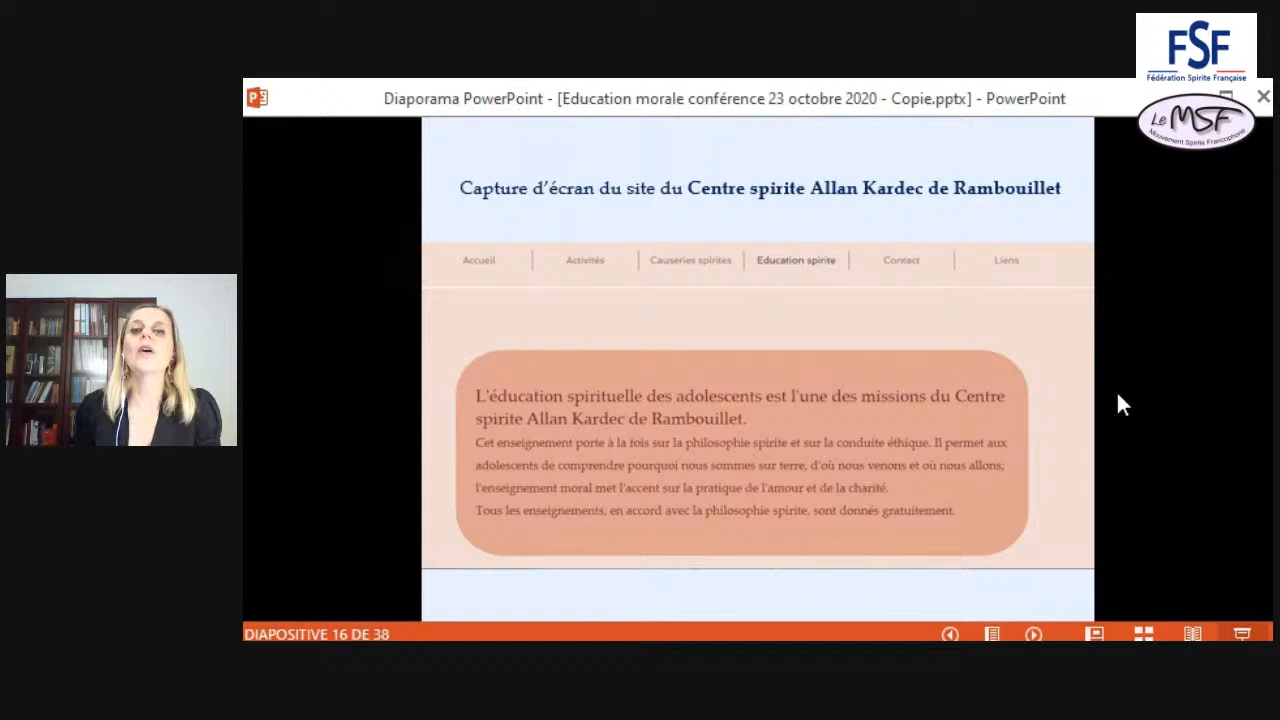 FSF
Fédération Spirite Française
Diaporama PowerPoint - [Education morale conférence 23 octobre 2020 - Copie.pptx] - PowerPoint
Le MSF
Mouvement Spirite Francophone
Capture d’écran du site du Centre spirite Allan Kardec de Rambouillet
Accueil
Activités
Causeries spirites
Education spirite
Contact
Liens
L'éducation spirituelle des adolescents est l'une des missions du Centre
spirite Allan Kardec de Rambouillet.
Cet enseignement porte à la fois sur la philosophie spirite et sur la conduite éthique. Il permet aux
adolescents de comprendre pourquoi nous sommes sur terre, d'où nous venons et où nous allons;
l'enseignement moral met l'accent sur la pratique de l'amour et de la charité.
Tous les enseignements, en accord avec la philosophie spirite, sont donnés gratuitement.
DIAPOSITIVE 16 DE 38